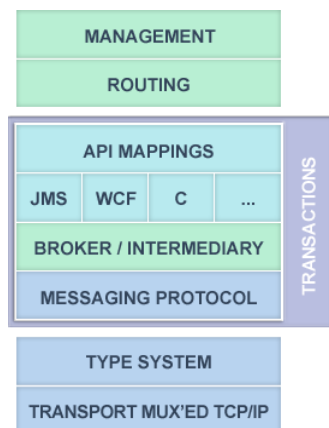 MANAGEMENT
ROUTING
API MAPPINGS
JMS WCF C ...
BROKER / INTERMEDIARY
MESSAGING PROTOCOL
TRANSACTIONS
TYPE SYSTEM
TRANSPORT MUX'ED TCP/IP